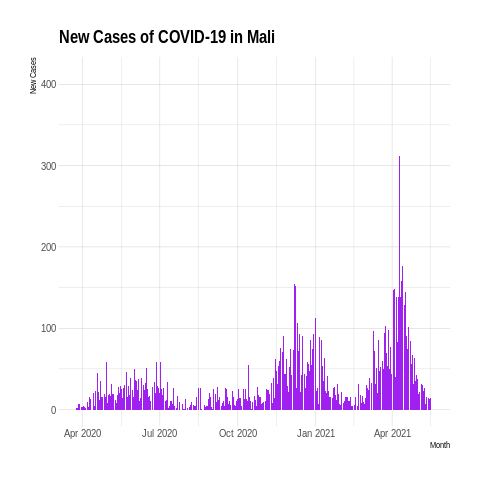 New Cases of COVID-19 in Mali
New Cases
400
300
200
100
0
Apr 2020
Jul 2020
Oct 2020
Jan 2021
Apr 2021
Month